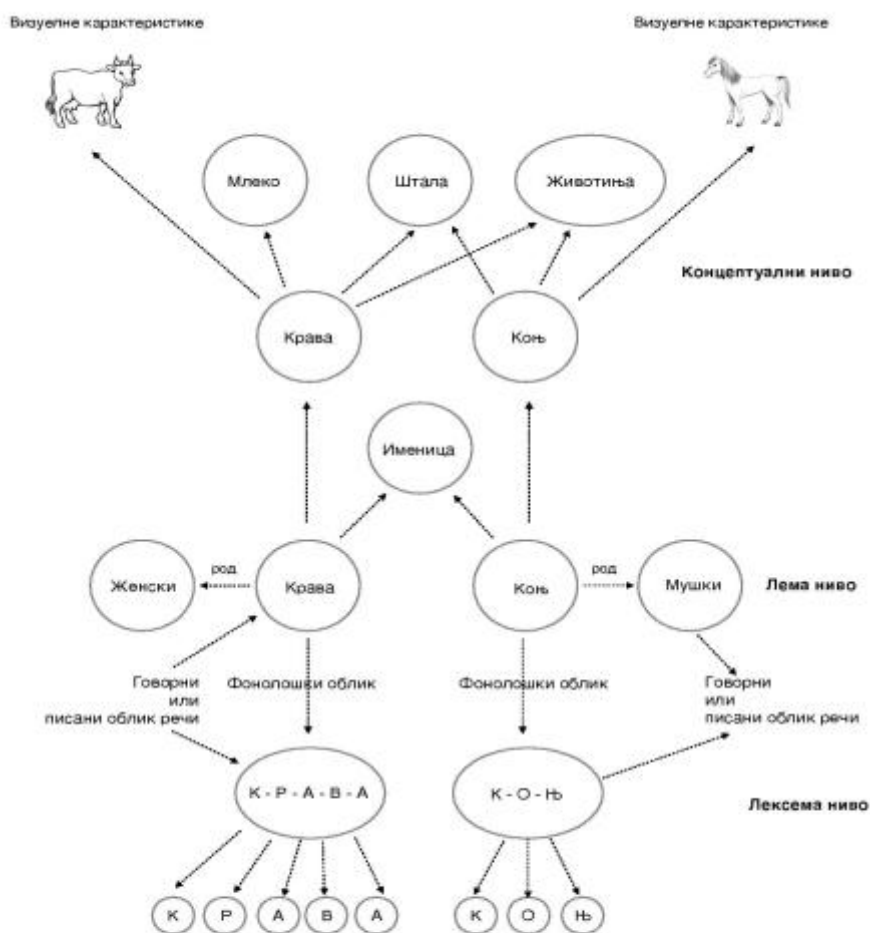 Визуелне карактеристике
Визуелне карактеристике
Млеко
Штала
Животиња
Концептуални ниво
Крава
Коњ
Именица
Женски
род
Крава
Коњ
род
Мушки
Лема ниво
Говорни
или
писани облик речи
Фонолошки облик
Фонолошки облик
Говорни
или
писани облик речи
К - Р - А - В - А
К - О - Њ
Лексема ниво
К
Р
А
В
А
К
О
Њ